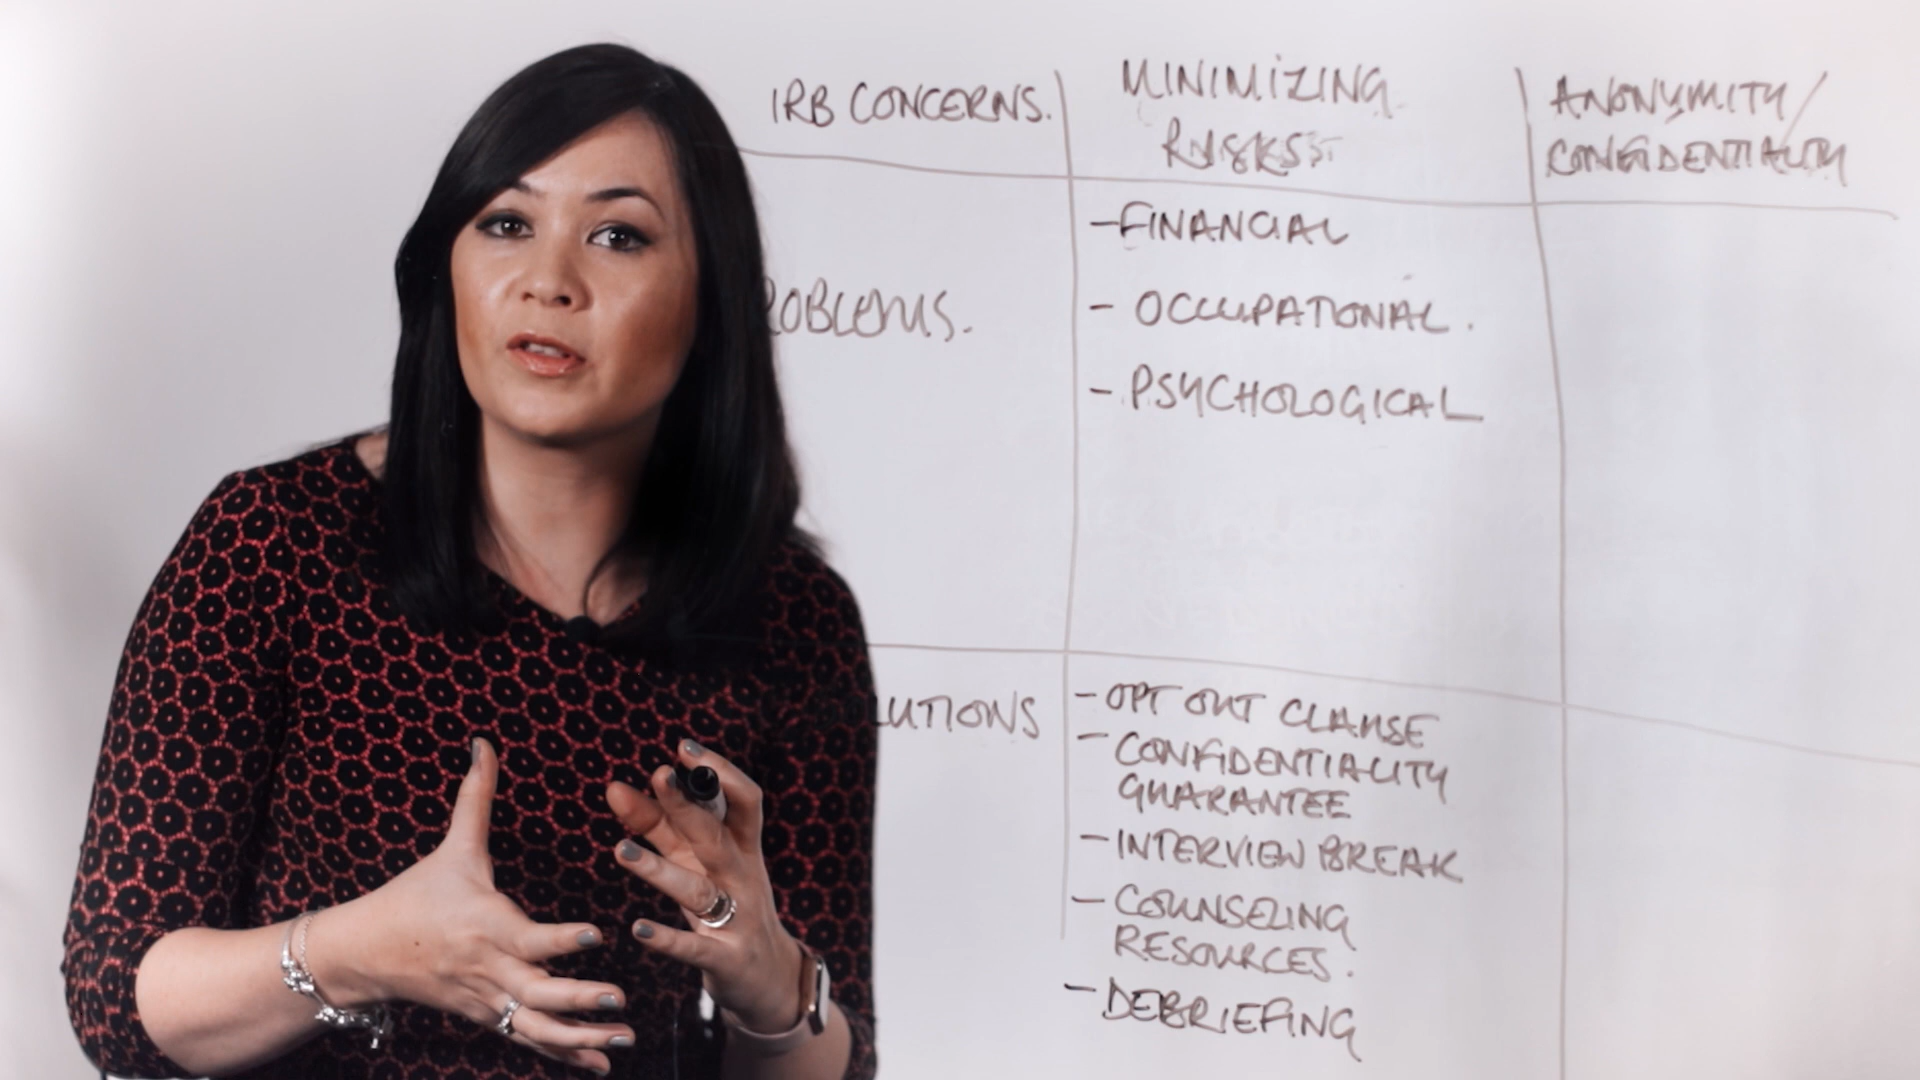 IRB CONCERNS.
MINIMIZING
RISKS:
ANONYMITY/
CONFIDENTIALITY
ROBLEMS.
-FINANCIAL
- OCCUPATIONAL.
- PSYCHOLOGICAL
LUTIONS
- OPT OUT CLAUSE
- CONFIDENTIALITY
GUARANTEE
- INTERVIEW BREAK
- COUNSELING
RESOURCES.
- DEBRIEFING